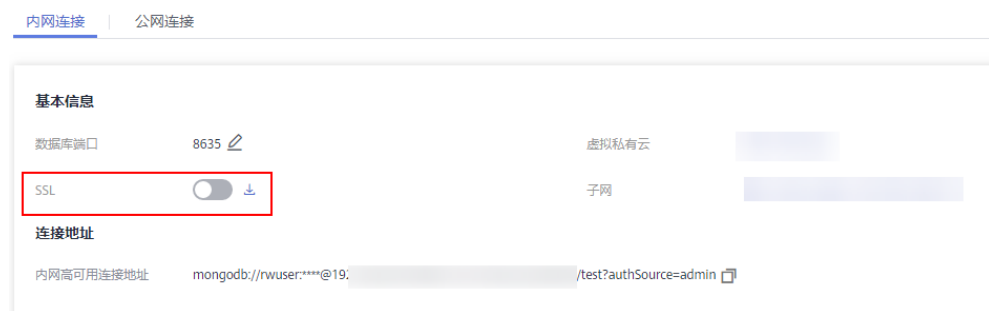 内网连接 公网连接
基本信息
数据库端口 8635 虚拟私有云
SSL 子网
连接地址
内网高可用连接地址 mongodb://rwuser:****@192 /test?authSource=admin